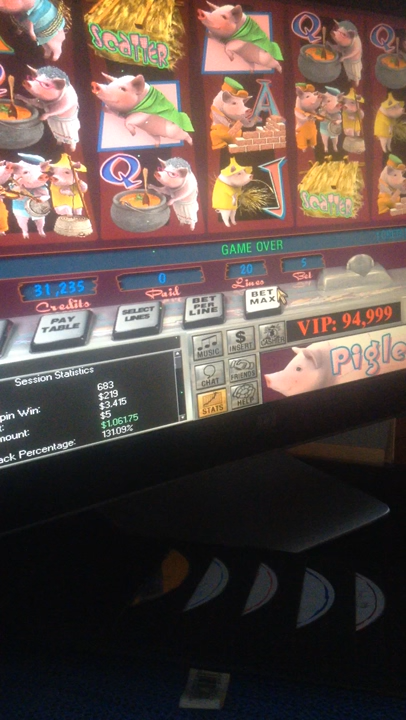 Scatter
Q
Q
A
Q
J
Scatter
GAME OVER
31,235
0
20
5
Credits
Paid
Lines
Bet
PAY TABLE
SELECT LINES
BET PER LINE
BET MAX
MUSIC
$
INSERT
CHAT
FRIENDS
STATS
HELP
VIP: 94,999
Pigle
Session Statistics
683
pin Win:
$219
$3.415
$5
mount:
$1,061.75
ack Percentage:
131.09%